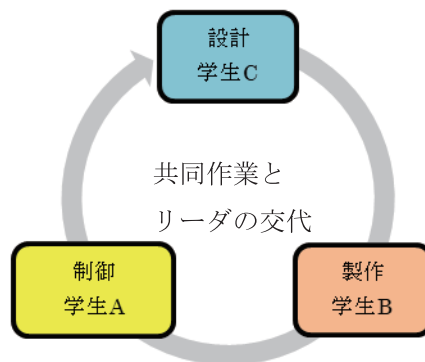 設計
学生C
共同作業と
リーダの交代
制御
学生A
製作
学生B